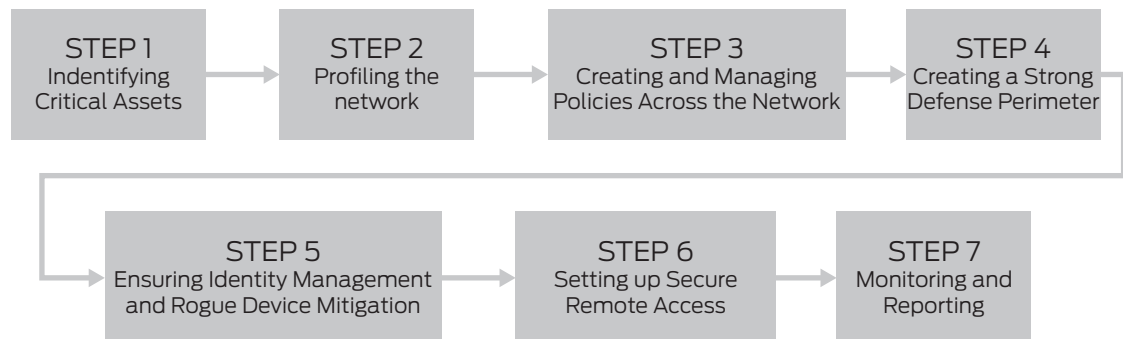 STEP 1
Indentifying
Critical Assets
STEP 2
Profiling the
network
STEP 3
Creating and Managing
Policies Across the Network
STEP 4
Creating a Strong
Defense Perimeter
STEP 5
Ensuring Identity Management
and Rogue Device Mitigation
STEP 6
Setting up Secure
Remote Access
STEP 7
Monitoring and
Reporting